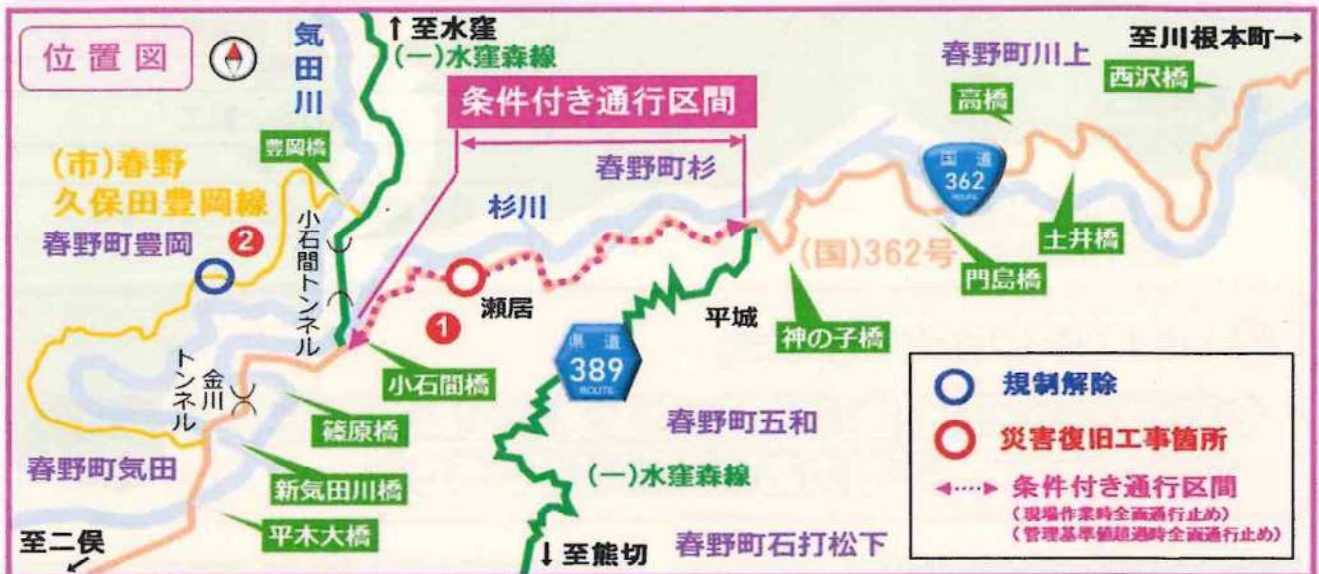 位置図
気田川
↑至水窪
(一)水窪森線
条件付き通行区間
春野町川上
至川根本町→
西沢橋
高橋
豊岡橋
(市)春野
久保田豊岡線
春野町豊岡
2
小石間トンネル
杉川
春野町杉
国道
362
ROUTE
土井橋
(国)362号
門島橋
1
瀬居
平城
神の子橋
県道
389
ROUTE
金川
トンネル
小石間橋
篠原橋
春野町五和
春野町気田
新気田川橋
(一)水窪森線
平木大橋
至二俣
←
↓至熊切
春野町石打松下
規制解除
災害復旧工事箇所
条件付き通行区間
(現場作業時全面通行止め)
(管理基準値超過時全面通行止め)